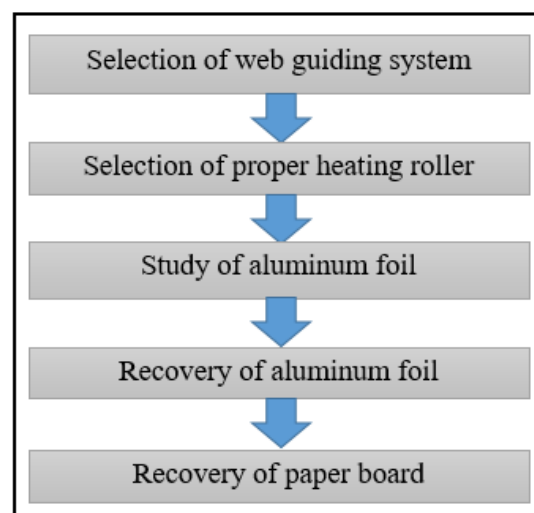 Selection of web guiding system
Selection of proper heating roller
Study of aluminum foil
Recovery of aluminum foil
Recovery of paper board